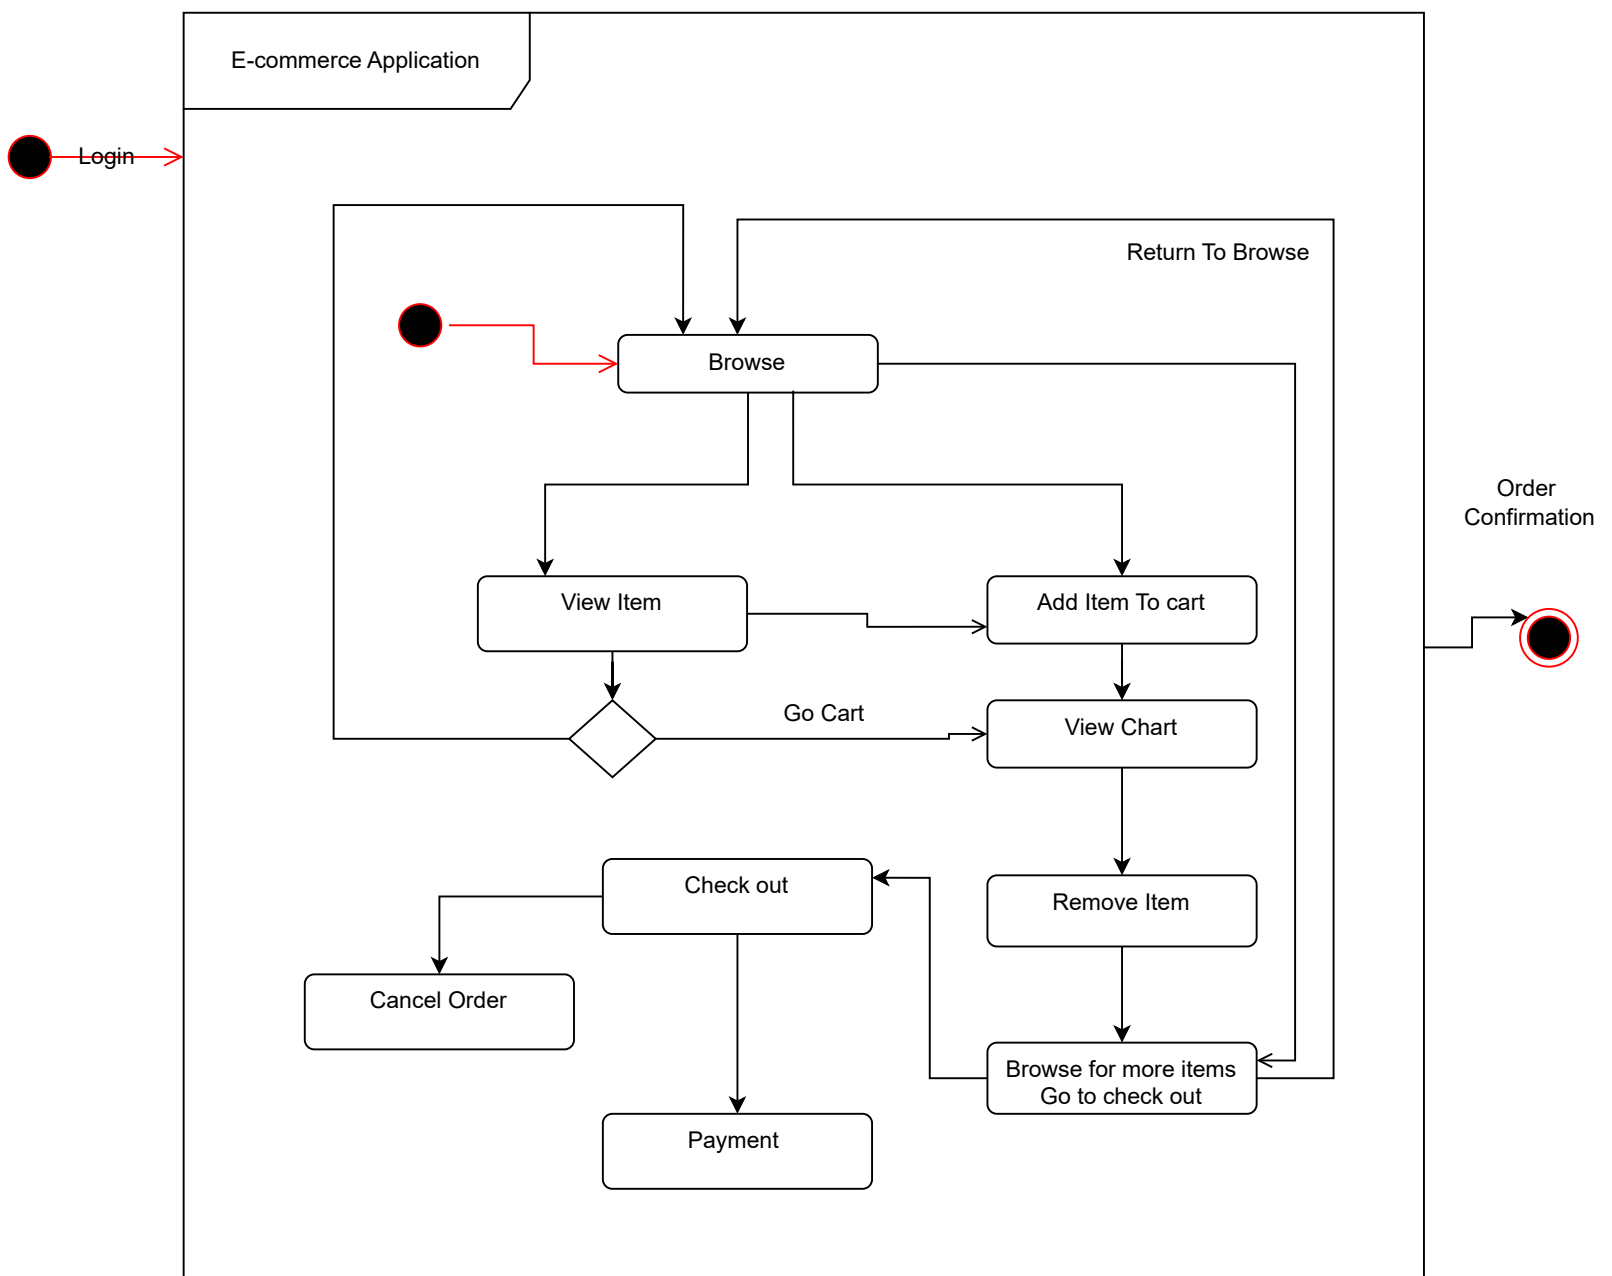 E-commerce Application
Login
Return To Browse
Browse
Order
Confirmation
View Item
Add Item To cart
Go Cart
View Chart
Check out
Remove Item
Cancel Order
Browse for more items
Go to check out
Payment